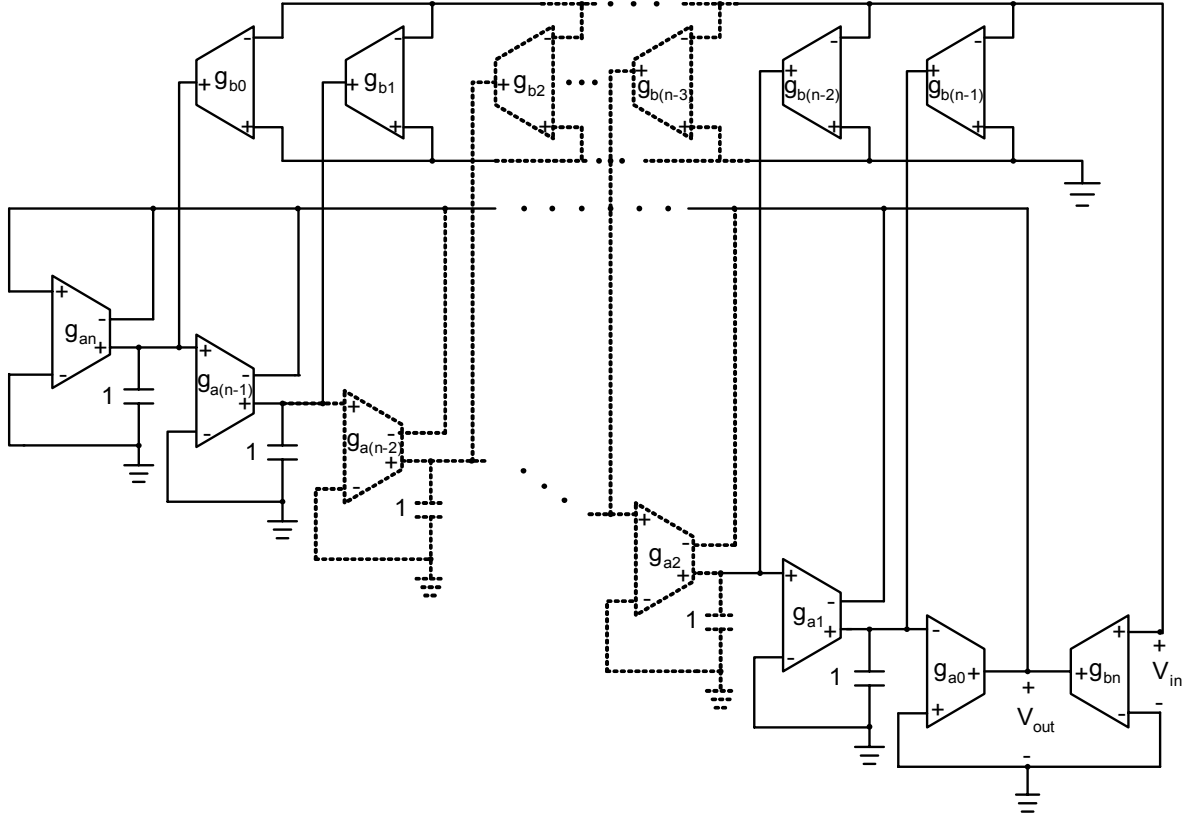 g_b0
g_b1
g_b2
g_b(n-3
g_b(n-2)
g_b(n-1)
g_an
1
g_a(n-1)
1
g_a(n-2)
1
g_a2
1
g_a1
1
g_a0
g_bn
+
V_in
-
+
V_out
-